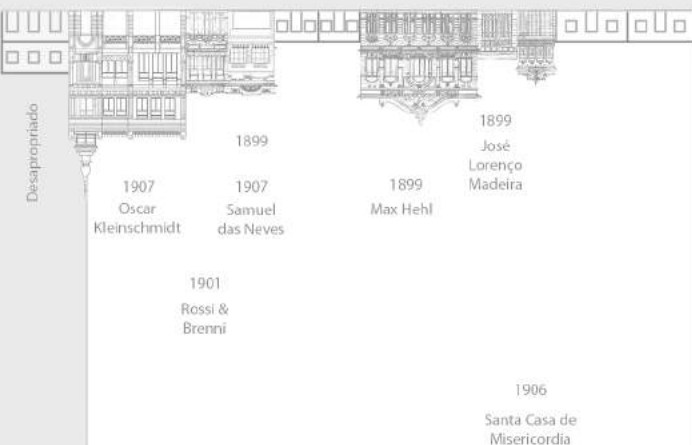 Desapropriado
1899
1899
José
Lorenço
Madeira
1907
Oscar
Kleinschmidt
1907
Samuel
das Neves
1899
Max Hehl
1901
Rossi &
Brenni
1906
Santa Casa de
Misericordia